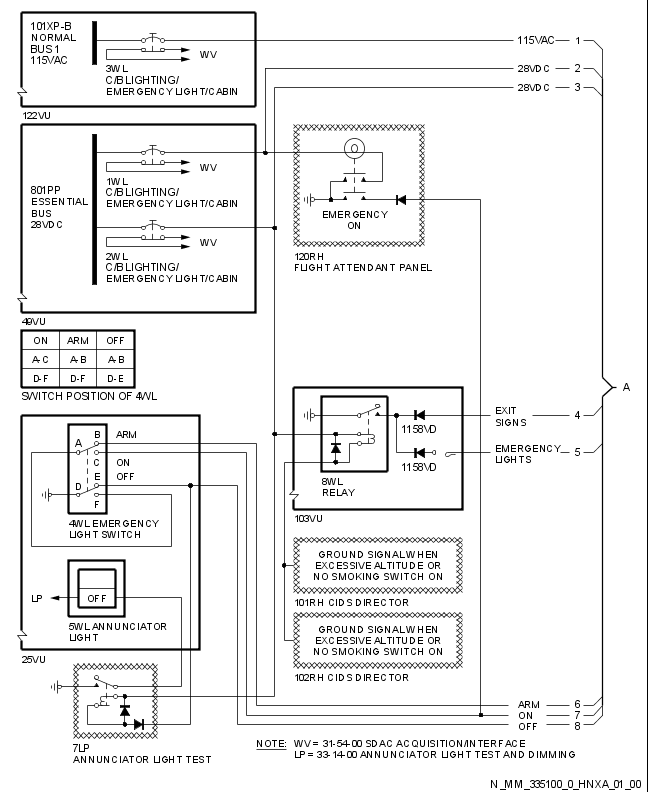 101XP-B
NORMAL
BUS 1
115VAC
WV
3WL
C/B LIGHTING/
EMERGENCY LIGHT/CABIN
122VU
115VAC 1
28VDC 2
28VDC 3
801PP
ESSENTIAL
BUS
28VDC
WV
1WL
C/B LIGHTING/
EMERGENCY LIGHT/CABIN
WV
2WL
C/B LIGHTING/
EMERGENCY LIGHT/CABIN
49VU
EMERGENCY
ON
120RH
FLIGHT ATTENDANT PANEL
ON ARM OFF
A-C A-B A-B
D-F D-F D-E
SWITCH POSITION OF 4WL
A
EXIT
SIGNS
4
EMERGENCY
LIGHTS
5
1158VD
1158VD
8WL
RELAY
103VU
B ARM
A
C ON
E OFF
D
F
4WL EMERGENCY
LIGHT SWITCH
LP
OFF
5WL ANNUNCIATOR
LIGHT
25VU
GROUND SIGNAL WHEN
EXCESSIVE ALTITUDE OR
NO SMOKING SWITCH ON
101RH CIDS DIRECTOR
GROUND SIGNAL WHEN
EXCESSIVE ALTITUDE OR
NO SMOKING SWITCH ON
102RH CIDS DIRECTOR
7LP
ANNUNCIATOR LIGHT TEST
ARM 6
ON 7
OFF 8
NOTE: WV = 31-54-00 SDAC ACQUISITION/INTERFACE
LP = 33-14-00 ANNUNCIATOR LIGHT TEST AND DIMMING
N_MM_335100_0_HNXA_01_00